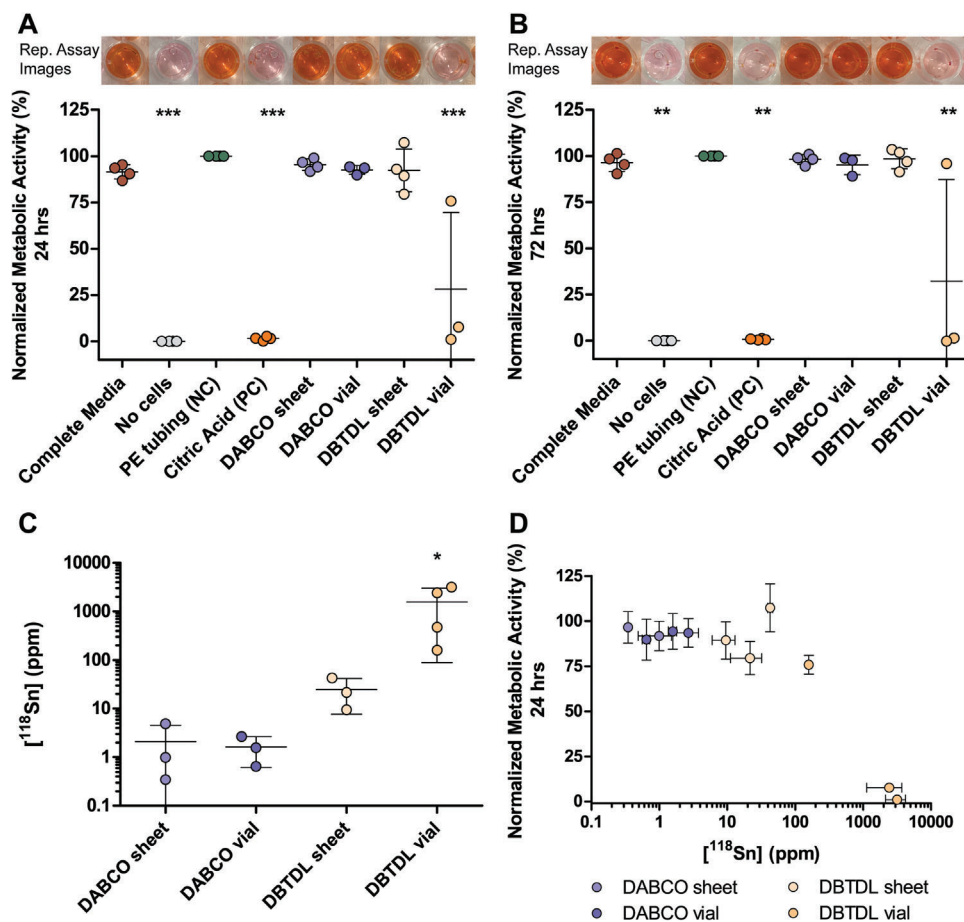 A
Rep. Assay
Images
*** *** ***
Normalized Metabolic Activity (%)
24 hrs
125
100
75
50
25
0
Complete Media
No cells
PE tubing (NC)
Citric Acid (PC)
DABCO sheet
DABCO vial
DBTDL sheet
DBTDL vial
B
Rep. Assay
Images
** ** **
Normalized Metabolic Activity (%)
72 hrs
125
100
75
50
25
0
Complete Media
No cells
PE tubing (NC)
Citric Acid (PC)
DABCO sheet
DABCO vial
DBTDL sheet
DBTDL vial
C
*
[¹¹⁸Sn] (ppm)
10000
1000
100
10
1
0.1
DABCO sheet
DABCO vial
DBTDL sheet
DBTDL vial
D
Normalized Metabolic Activity (%)
24 hrs
125
100
75
50
25
0
0.1 1 10 100 1000 10000
[¹¹⁸Sn] (ppm)
DABCO sheet DBTDL sheet
DABCO vial DBTDL vial